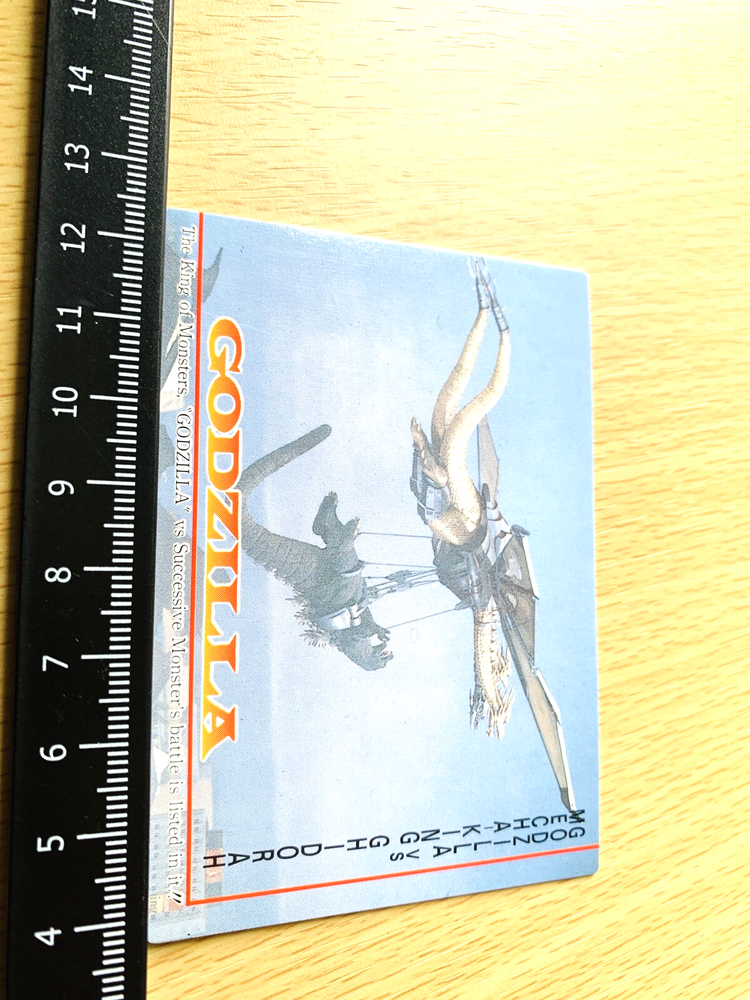 GODZILLA vs
MECHA KING GHIDORAH
GODZILLA
The King of Monsters, "GODZILLA" vs Successive Monster's battle is listed in it!!
4 5 6 7 8 9 10 11 12 13 14 15